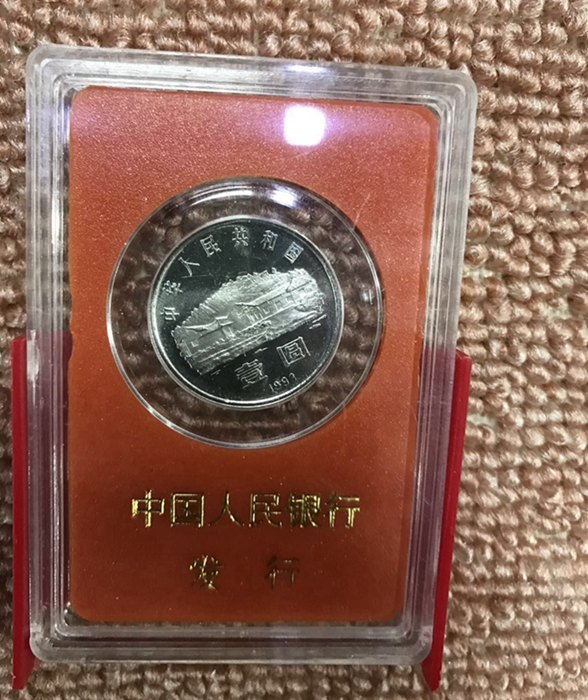 中华人民共和国
壹圆
中国人民银行
发行